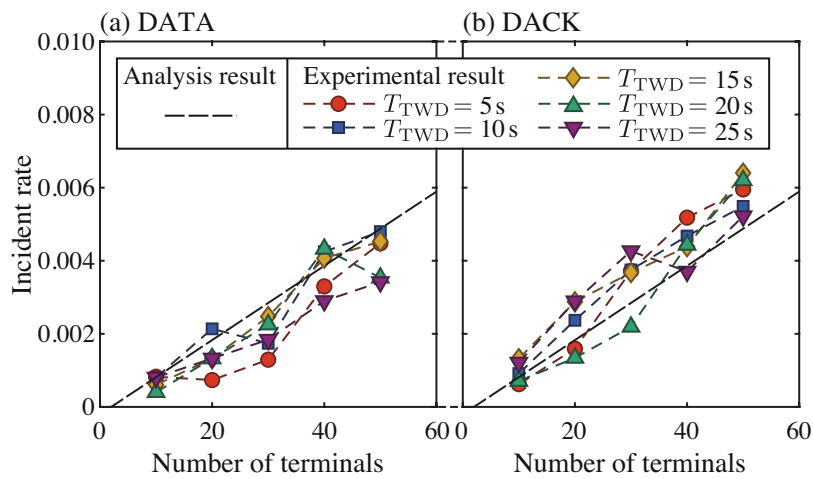 (a) DATA
(b) DACK
0.010
0.008
0.006
0.004
0.002
0
Incident rate
Analysis result
Experimental result
T_TWD = 5 s
T_TWD = 10 s
T_TWD = 15 s
T_TWD = 20 s
T_TWD = 25 s
0 20 40 60
0 20 40 60
Number of terminals
Number of terminals